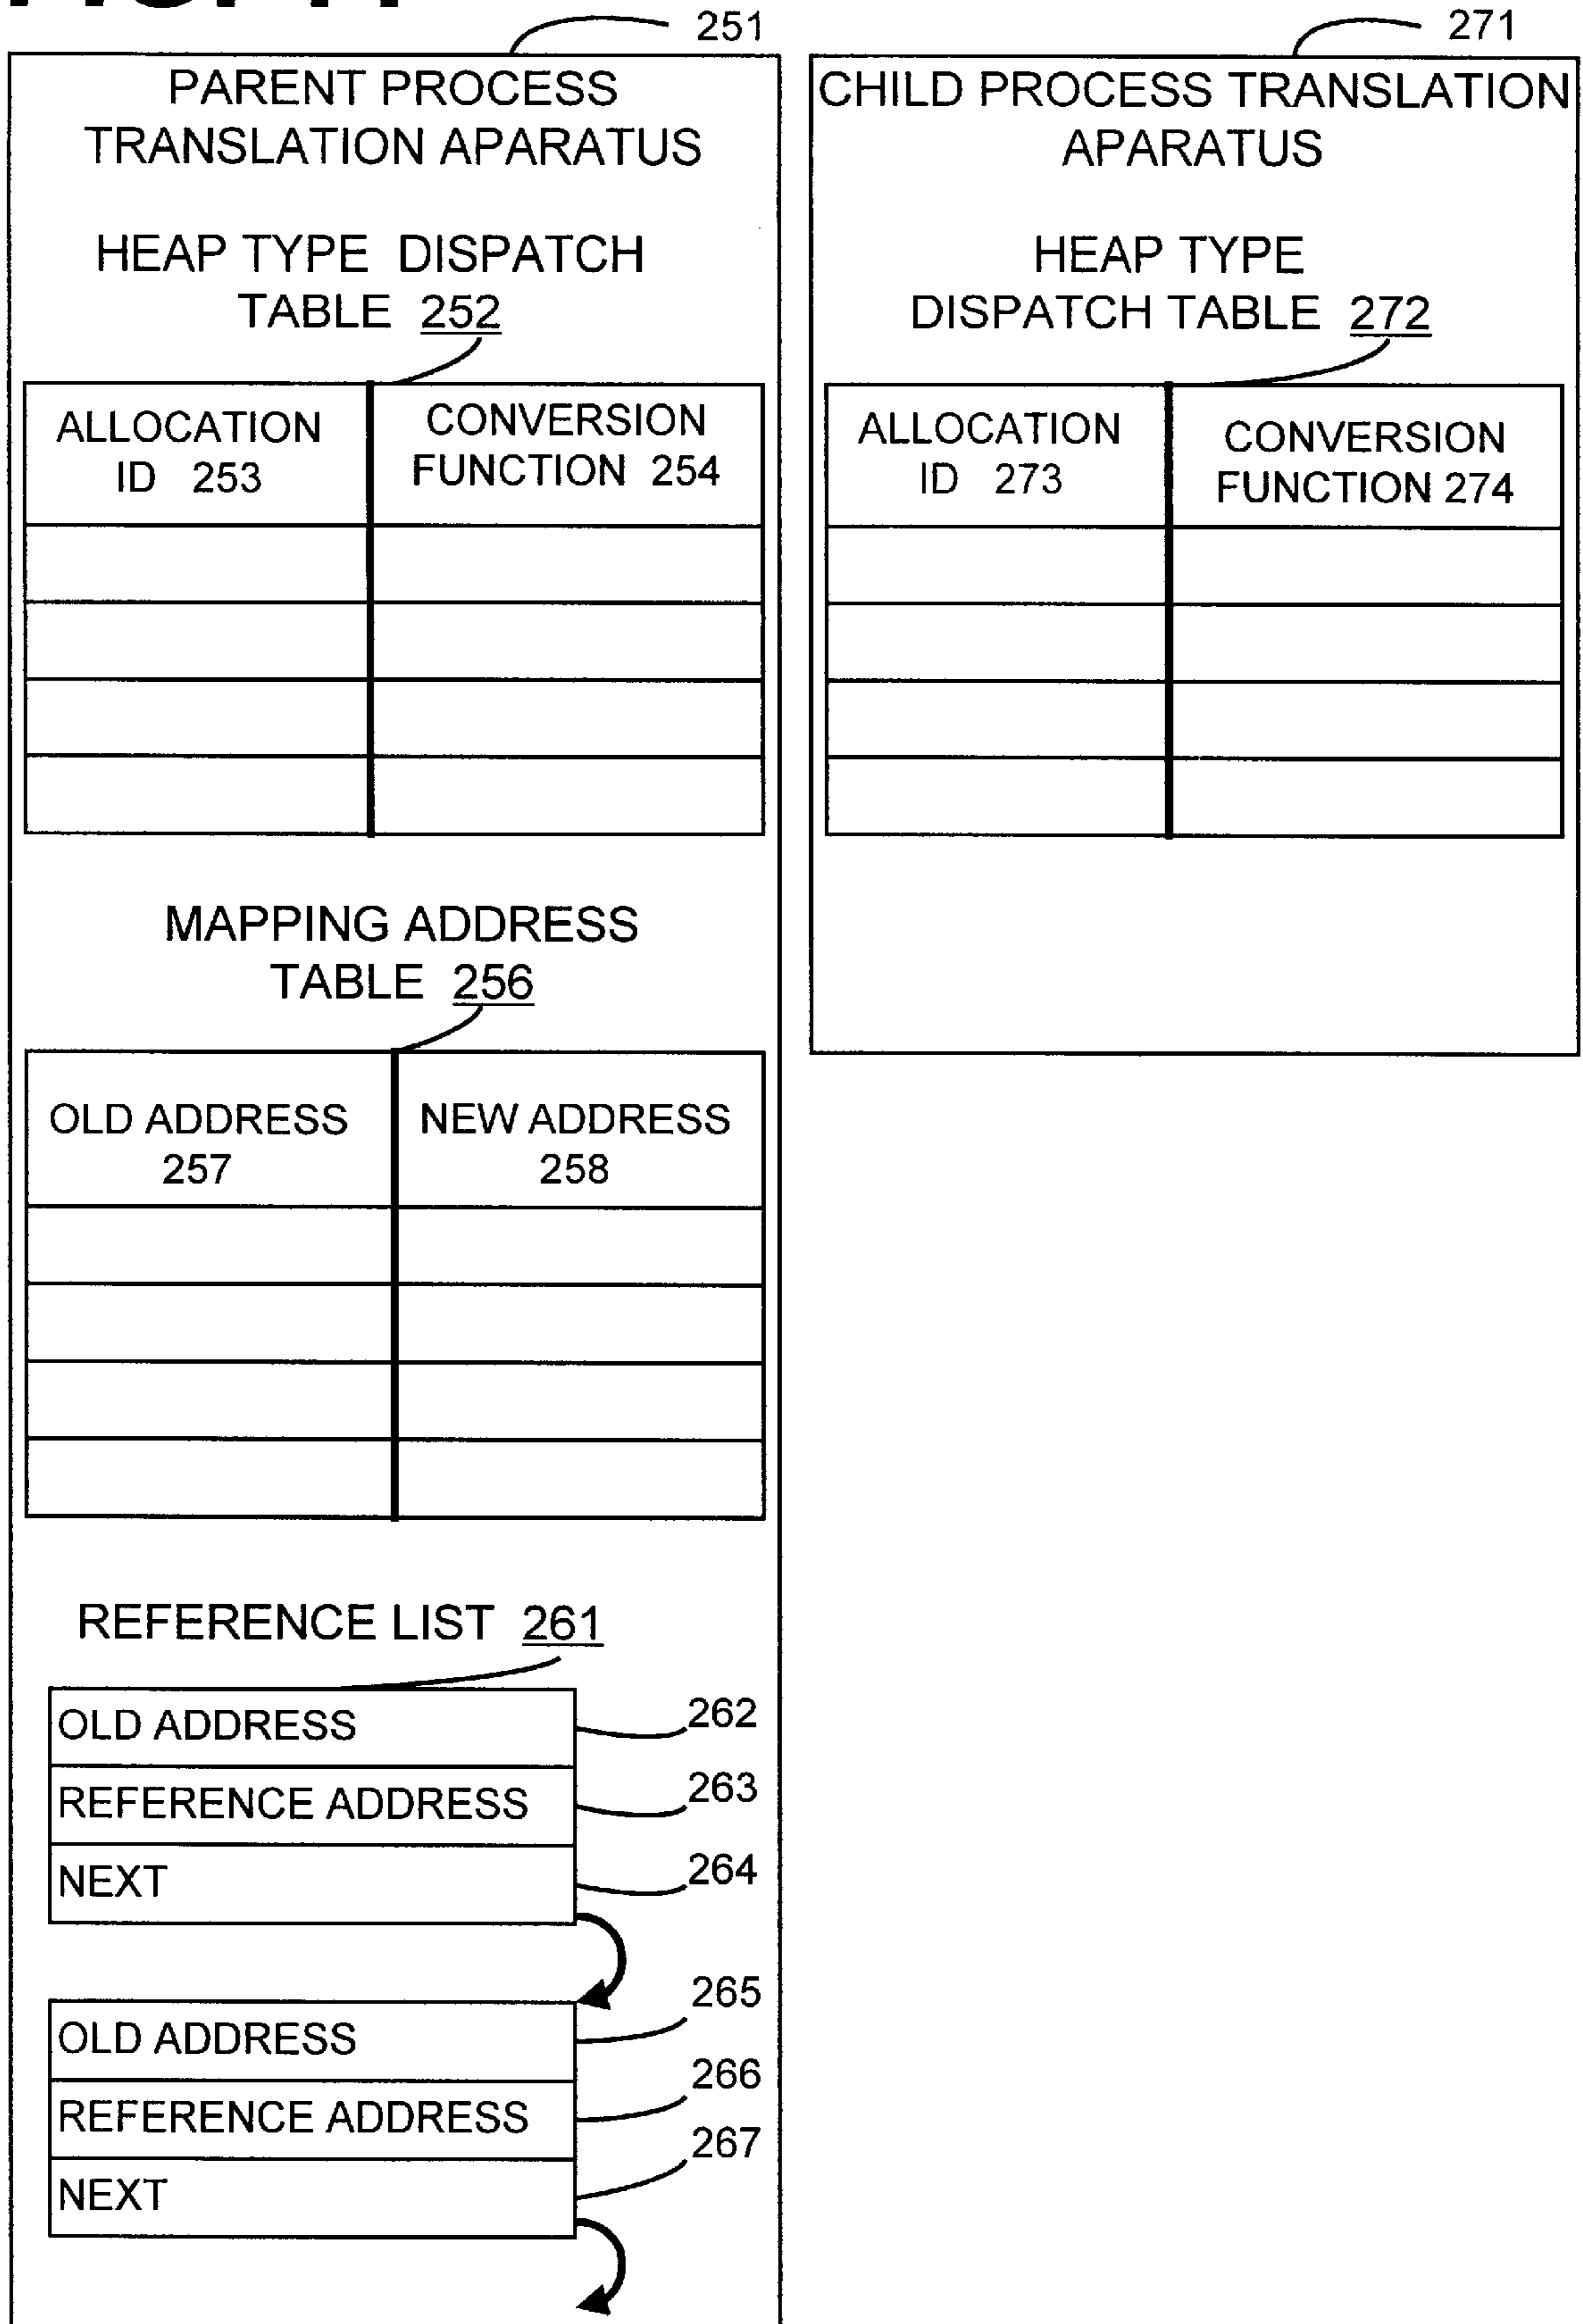 251
PARENT PROCESS
TRANSLATION APARATUS
HEAP TYPE DISPATCH
TABLE 252
ALLOCATION
ID 253
CONVERSION
FUNCTION 254
MAPPING ADDRESS
TABLE 256
OLD ADDRESS
257
NEW ADDRESS
258
REFERENCE LIST 261
OLD ADDRESS
262
REFERENCE ADDRESS
263
NEXT
264
OLD ADDRESS
265
REFERENCE ADDRESS
266
NEXT
267
271
CHILD PROCESS TRANSLATION
APARATUS
HEAP TYPE
DISPATCH TABLE 272
ALLOCATION
ID 273
CONVERSION
FUNCTION 274